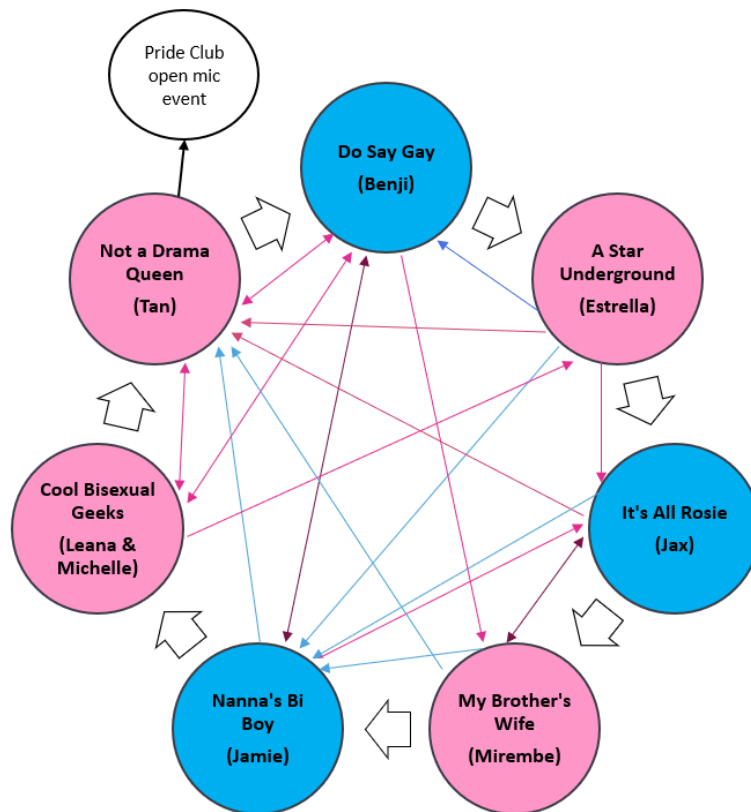 Pride Club
open mic
event
Do Say Gay
(Benji)
Not a Drama
Queen
(Tan)
A Star
Underground
(Estrella)
Cool Bisexual
Geeks
(Leana &
Michelle)
It's All Rosie
(Jax)
Nanna's Bi
Boy
(Jamie)
My Brother's
Wife
(Mirembe)